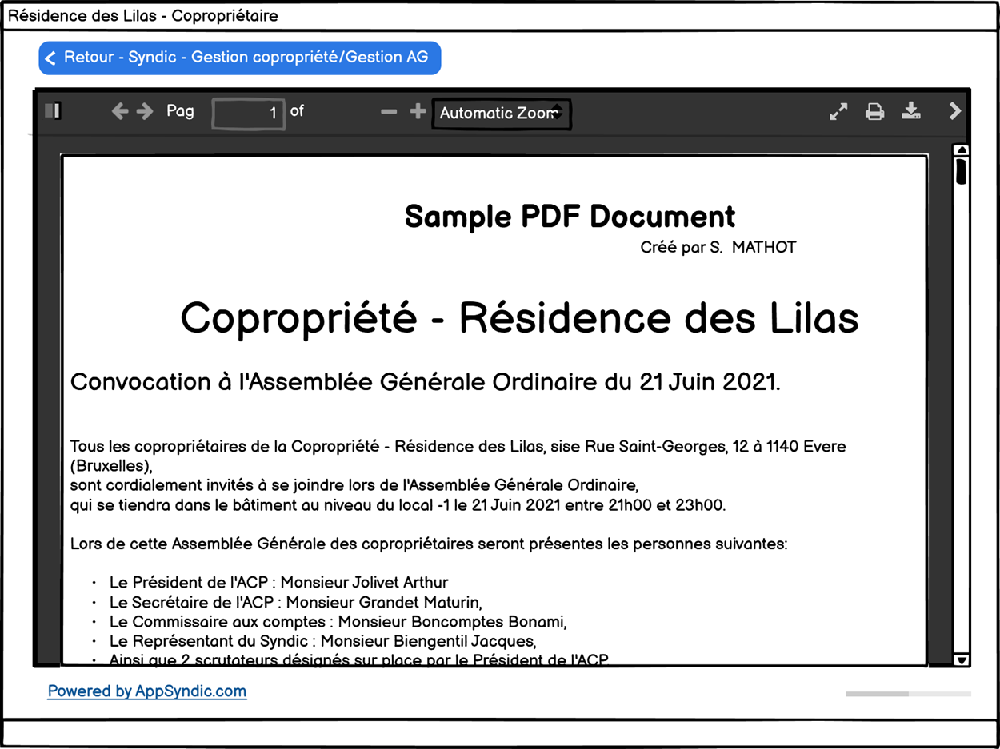 Résidence des Lilas - Copropriétaire
Retour - Syndic - Gestion copropriété/Gestion AG
Pag 1 of Automatic Zoom
Sample PDF Document
Créé par S. MATHOT
Copropriété - Résidence des Lilas
Convocation à l'Assemblée Générale Ordinaire du 21 Juin 2021.
Tous les copropriétaires de la Copropriété - Résidence des Lilas, sise Rue Saint-Georges, 12 à 1140 Evere
(Bruxelles),
sont cordialement invités à se joindre lors de l'Assemblée Générale Ordinaire,
qui se tiendra dans le bâtiment au niveau du local -1 le 21 Juin 2021 entre 21h00 et 23h00.
Lors de cette Assemblée Générale des copropriétaires seront présentes les personnes suivantes:
· Le Président de l'ACP : Monsieur Jolivet Arthur
· Le Secrétaire de l'ACP : Monsieur Grandet Maturin,
· Le Commissaire aux comptes : Monsieur Boncomptes Bonami,
· Le Représentant du Syndic : Monsieur Biengentil Jacques,
· Ainsi que 2 scrutateurs désignés sur place par le Président de l'ACP
Powered by AppSyndic.com